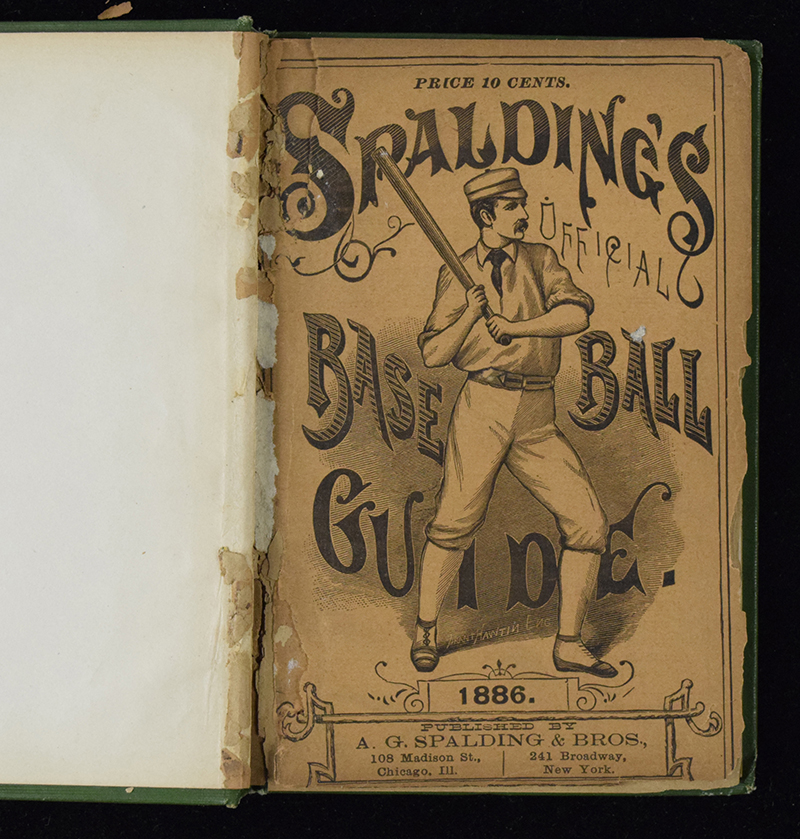 PRICE 10 CENTS.
SPALDING'S
OFFICIAL
BASE BALL
GUIDE.
1886.
PUBLISHED BY
A. G. SPALDING & BROS.,
108 Madison St.,
Chicago, Ill.
241 Broadway,
New York.